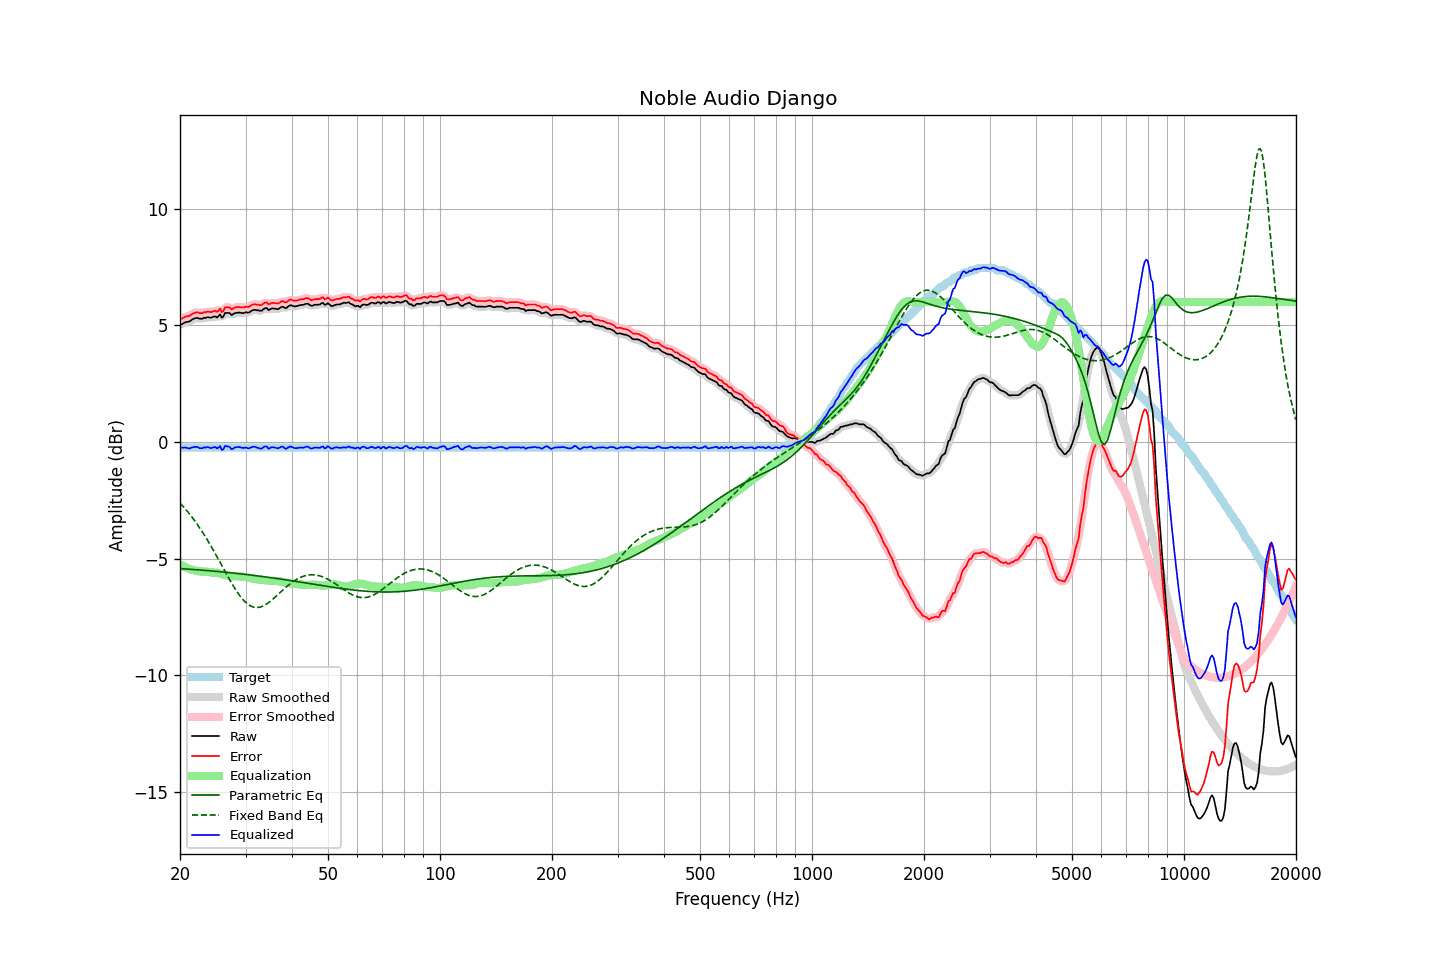 Noble Audio Django
Amplitude (dBr)
10
5
0
−5
−10
−15
Target
Raw Smoothed
Error Smoothed
Raw
Error
Equalization
Parametric Eq
Fixed Band Eq
Equalized
20 50 100 200 500 1000 2000 5000 10000 20000
Frequency (Hz)